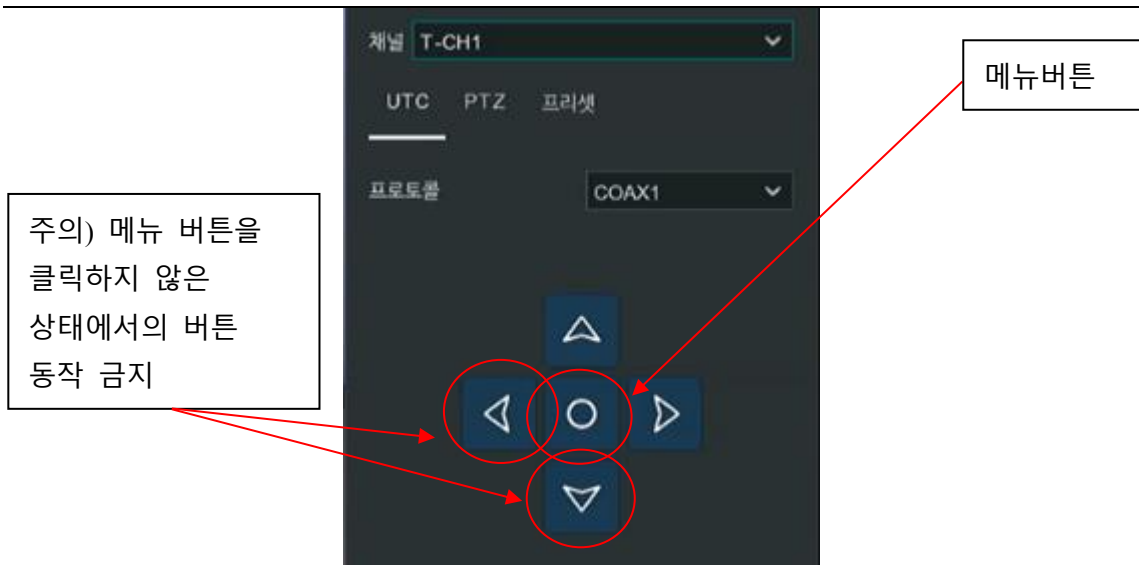 채널 T-CH1
메뉴버튼
UTC PTZ 프리셋
프로토콜 COAX1
주의) 메뉴 버튼을
클릭하지 않은
상태에서의 버튼
동작 금지